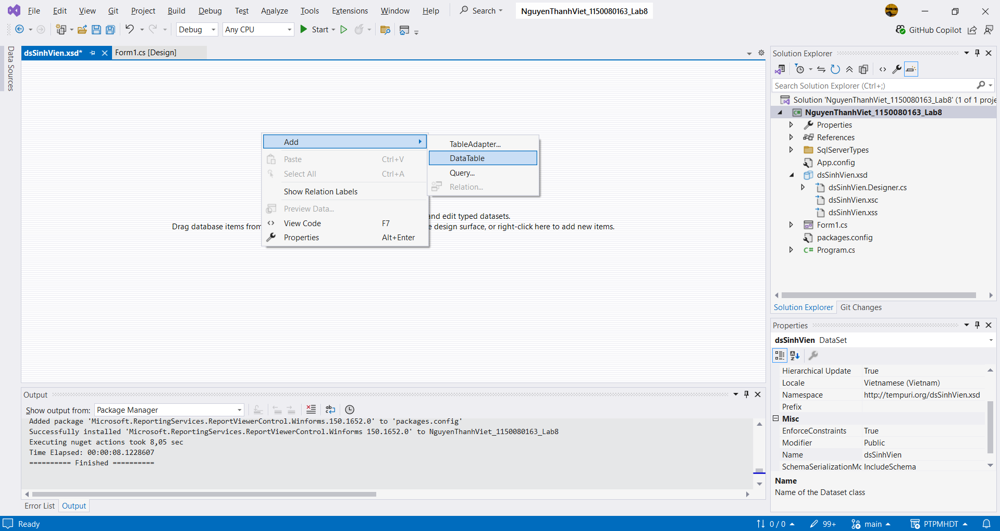 File Edit View Git Project Build Debug Test Analyze Tools Extensions Window Help Search NguyenThanhViet_1150080163_Lab8
Debug Any CPU Start GitHub Copilot
Data Sources
dsSinhVien.xsd* Form1.cs [Design]
Add
Paste Ctrl+V
Select All Ctrl+A
Show Relation Labels
Preview Data...
View Code F7
Properties Alt+Enter
TableAdapter...
DataTable
Query...
Relation...
and edit typed datasets.
Drag database items from
e design surface, or right-click here to add new items.
Output
Show output from: Package Manager
Added package 'Microsoft.ReportingServices.ReportViewerControl.Winforms.150.1652.0' to 'packages.config'
Successfully installed 'Microsoft.ReportingServices.ReportViewerControl.Winforms 150.1652.0' to NguyenThanhViet_1150080163_Lab8
Executing nuget actions took 8,05 sec
Time Elapsed: 00:00:08.1228607
========== Finished ==========
Error List Output
Solution Explorer
Search Solution Explorer (Ctrl+;)
Solution 'NguyenThanhViet_1150080163_Lab8' (1 of 1 proje
C# NguyenThanhViet_1150080163_Lab8
Properties
References
SqlServerTypes
App.config
dsSinhVien.xsd
dsSinhVien.Designer.cs
dsSinhVien.xsc
dsSinhVien.xss
Form1.cs
packages.config
C# Program.cs
Solution Explorer Git Changes
Properties
dsSinhVien DataSet
Hierarchical Update True
Locale Vietnamese (Vietnam)
Namespace http://tempuri.org/dsSinhVien.xsd
Prefix
Misc
EnforceConstraints True
Modifier Public
Name dsSinhVien
SchemaSerializationMc IncludeSchema
Name
Name of the Dataset class
Ready 0 / 0 99+ main PTPMHDT